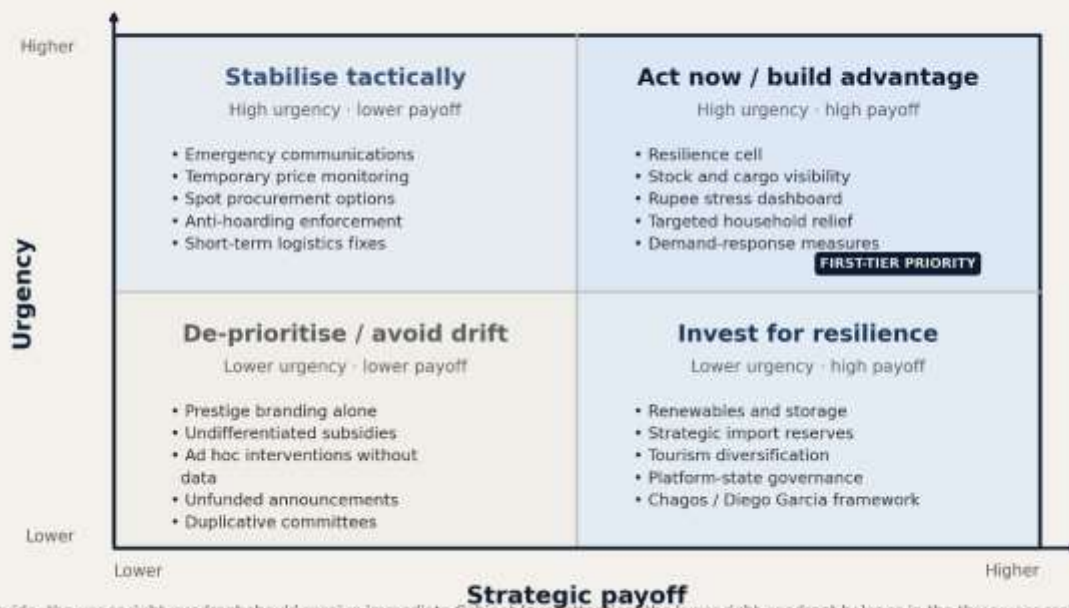 Higher
Stabilise tactically
High urgency · lower payoff
• Emergency communications
• Temporary price monitoring
• Spot procurement options
• Anti-hoarding enforcement
• Short-term logistics fixes
Act now / build advantage
High urgency · high payoff
• Resilience cell
• Stock and cargo visibility
• Rupee stress dashboard
• Targeted household relief
• Demand-response measures
FIRST-TIER PRIORITY
Urgency
De-prioritise / avoid drift
Lower urgency · lower payoff
• Prestige branding alone
• Undifferentiated subsidies
• Ad hoc interventions without
data
• Unfunded announcements
• Duplicative committees
Invest for resilience
Lower urgency · high payoff
• Renewables and storage
• Strategic import reserves
• Tourism diversification
• Platform-state governance
• Chagos / Diego Garcia framework
Lower
Lower
Higher
Strategic payoff